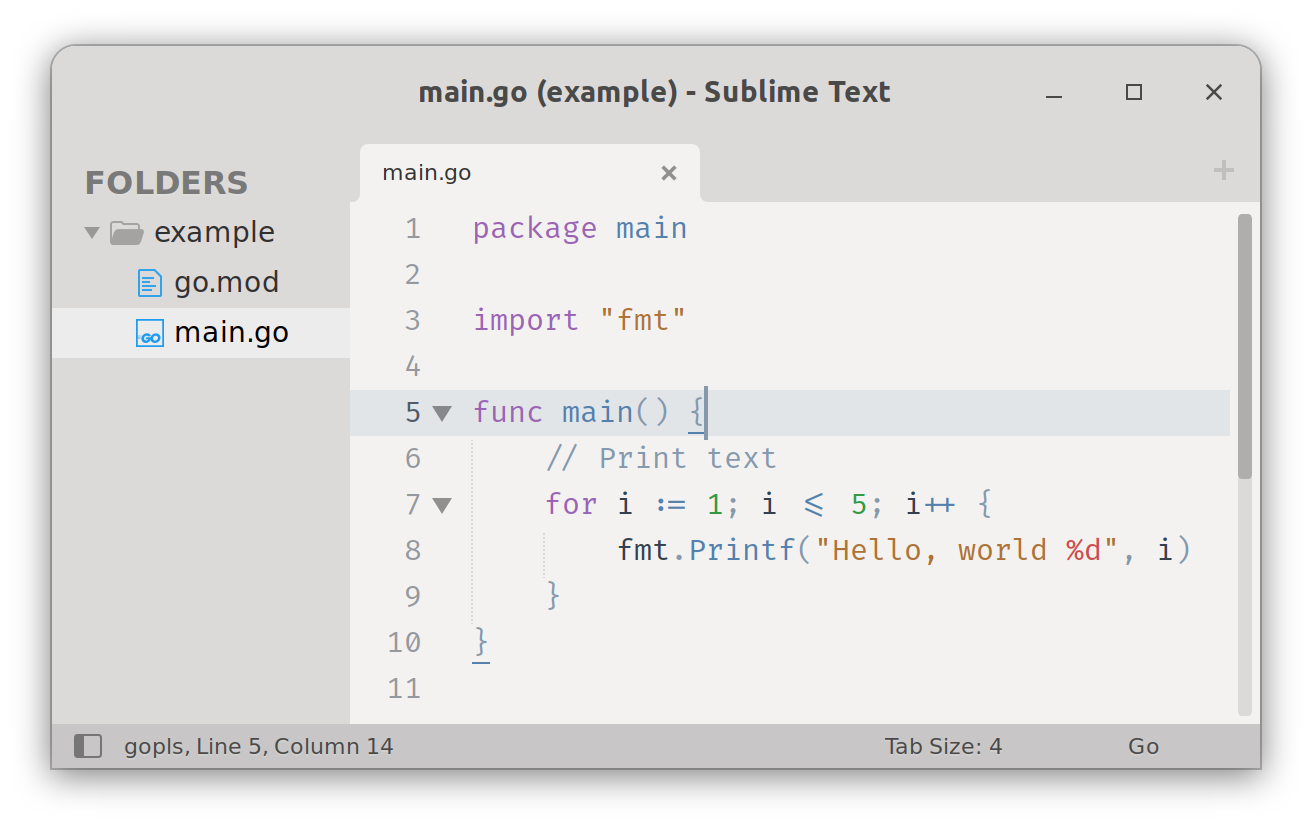 main.go (example) - Sublime Text
FOLDERS
example
go.mod
main.go
main.go
1 package main
2
3 import "fmt"
4
5 func main() {
6     // Print text
7     for i := 1; i <= 5; i++ {
8         fmt.Printf("Hello, world %d", i)
9     }
10 }
11
gopls, Line 5, Column 14
Tab Size: 4
Go